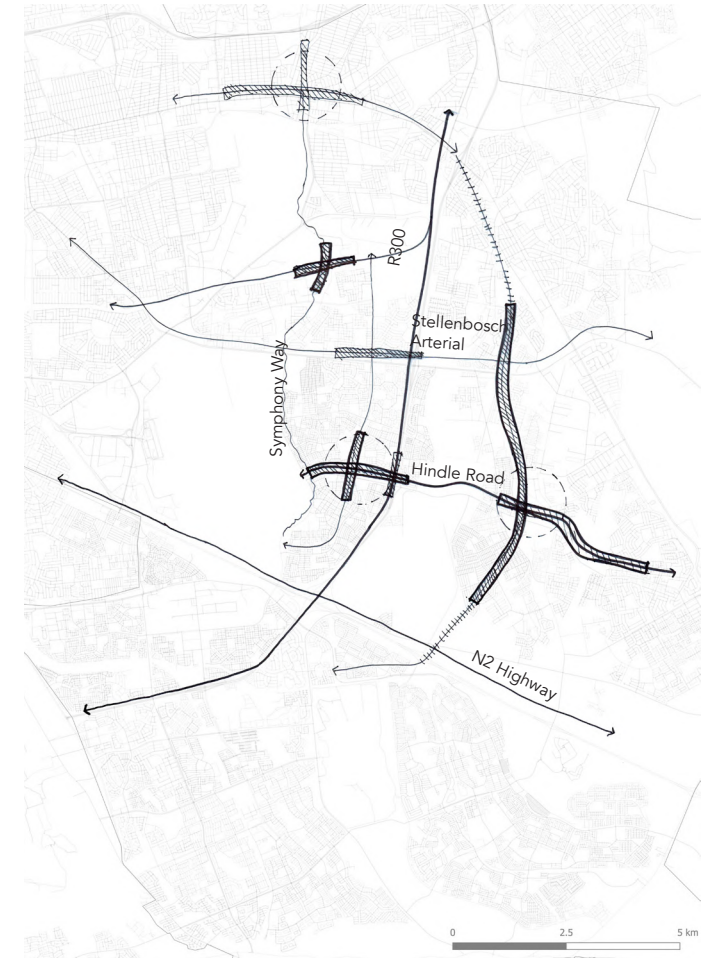 R300
Stellenbosch
Arterial
Symphony Way
Hindle Road
N2 Highway
0 2.5 5 km